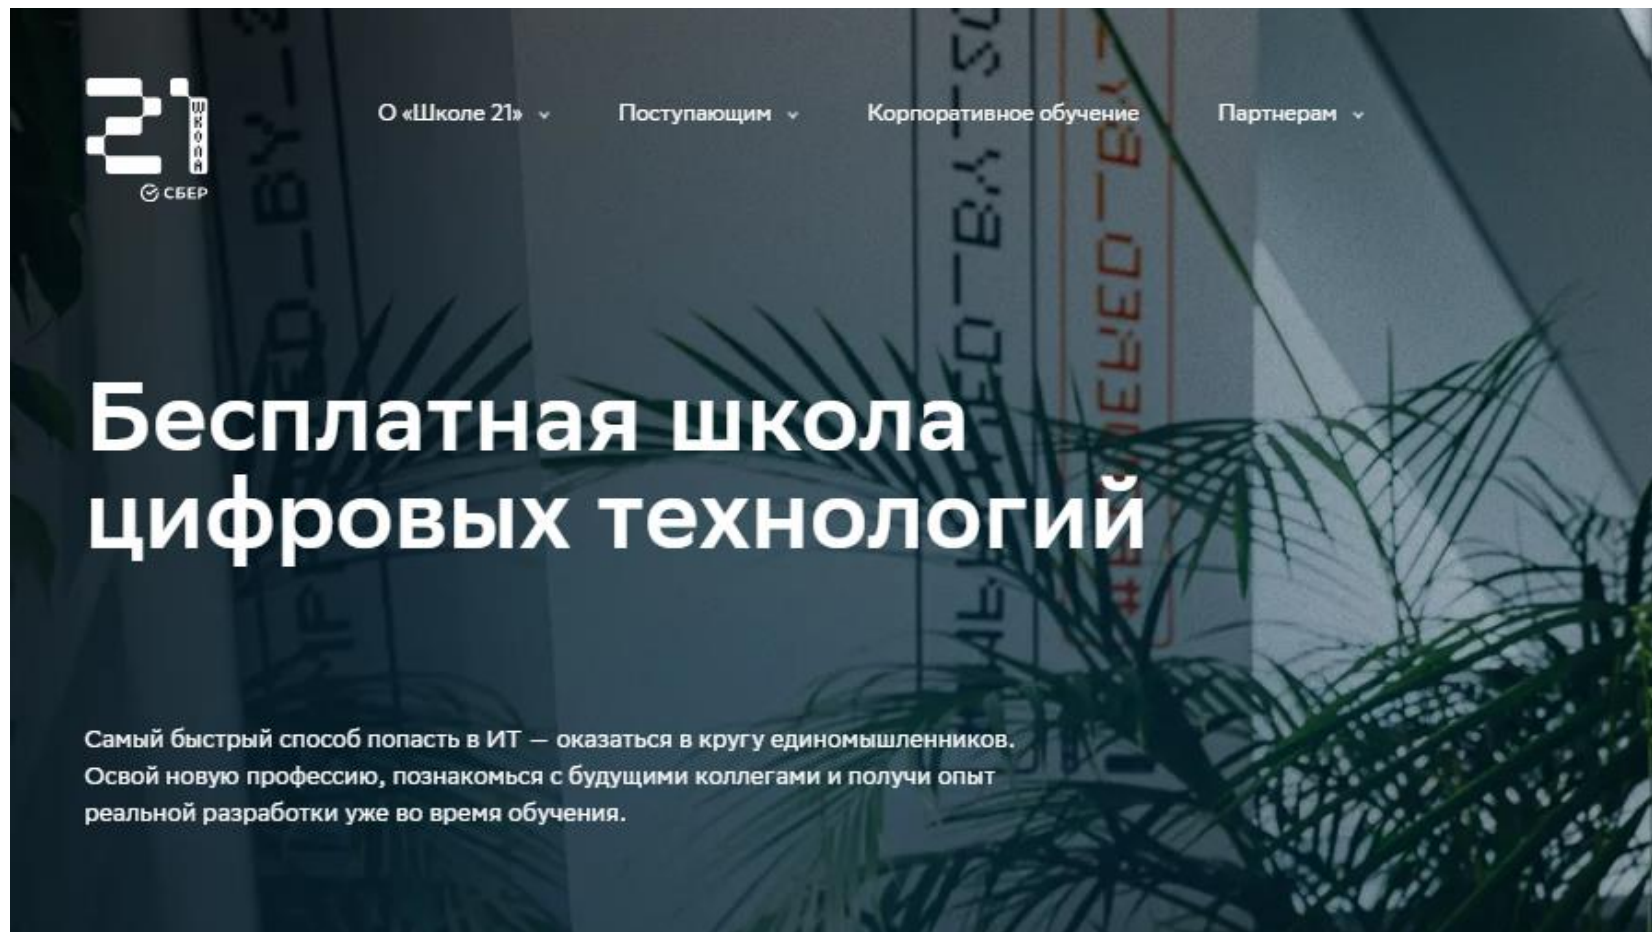 21
ШКОЛА
СБЕР
О «Школе 21»
Поступающим
Корпоративное обучение
Партнерам
Бесплатная школа
цифровых технологий
Самый быстрый способ попасть в ИТ — оказаться в кругу единомышленников.
Освой новую профессию, познакомься с будущими коллегами и получи опыт
реальной разработки уже во время обучения.